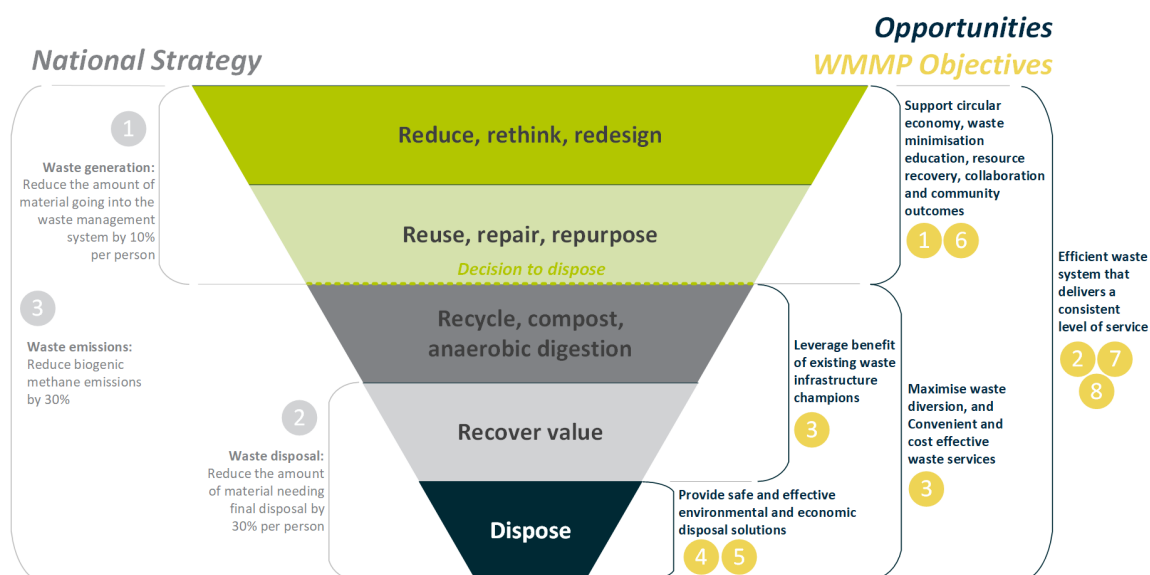 Opportunities
National Strategy
WMMP Objectives
1
Waste generation:
Reduce the amount of
material going into the
waste management
system by 10%
per person
3
Waste emissions:
Reduce biogenic
methane emissions
by 30%
2
Waste disposal:
Reduce the amount
of material needing
final disposal by
30% per person
Reduce, rethink, redesign
Reuse, repair, repurpose
Decision to dispose
Recycle, compost,
anaerobic digestion
Recover value
Dispose
Support circular
economy, waste
minimisation
education, resource
recovery, collaboration
and community
outcomes
1 6
Leverage benefit
of existing waste
infrastructure
champions
3
Provide safe and effective
environmental and economic
disposal solutions
4 5
Maximise waste
diversion, and
Convenient and
cost effective
waste services
3
Efficient waste
system that
delivers a
consistent
level of service
2 7
8